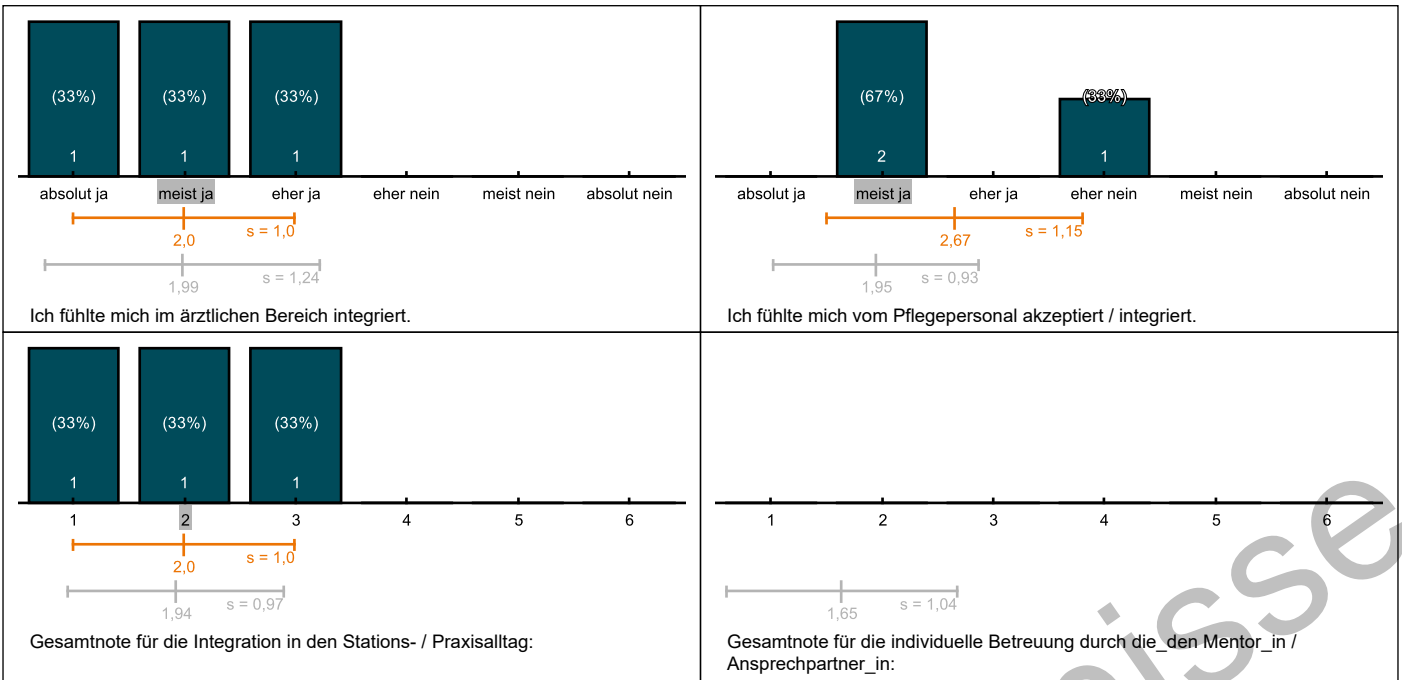 (33%) (33%) (33%)
1 1 1
absolut ja meist ja eher ja eher nein meist nein absolut nein
s = 1,0
2,0
s = 1,24
1,99
Ich fühlte mich im ärztlichen Bereich integriert.
(67%) (33%)
2 1
absolut ja meist ja eher ja eher nein meist nein absolut nein
s = 1,15
2,67
s = 0,93
1,95
Ich fühlte mich vom Pflegepersonal akzeptiert / integriert.
(33%) (33%) (33%)
1 1 1
1 2 3 4 5 6
s = 1,0
2,0
s = 0,97
1,94
Gesamtnote für die Integration in den Stations- / Praxisalltag:
1 2 3 4 5 6
s = 1,04
1,65
Gesamtnote für die individuelle Betreuung durch die_den Mentor_in /
Ansprechpartner_in:
isse